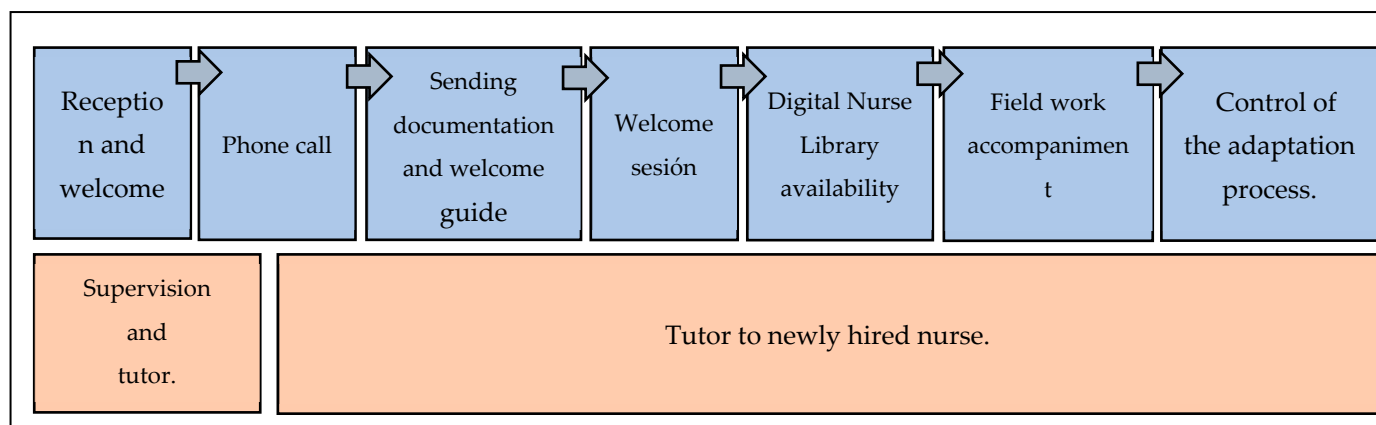 Receptio
n and
welcome
Phone call
Sending
documentation
and welcome
guide
Welcome
sesión
Digital Nurse
Library
availability
Field work
accompanimen
t
Control of
the adaptation
process.
Supervision
and
tutor.
Tutor to newly hired nurse.